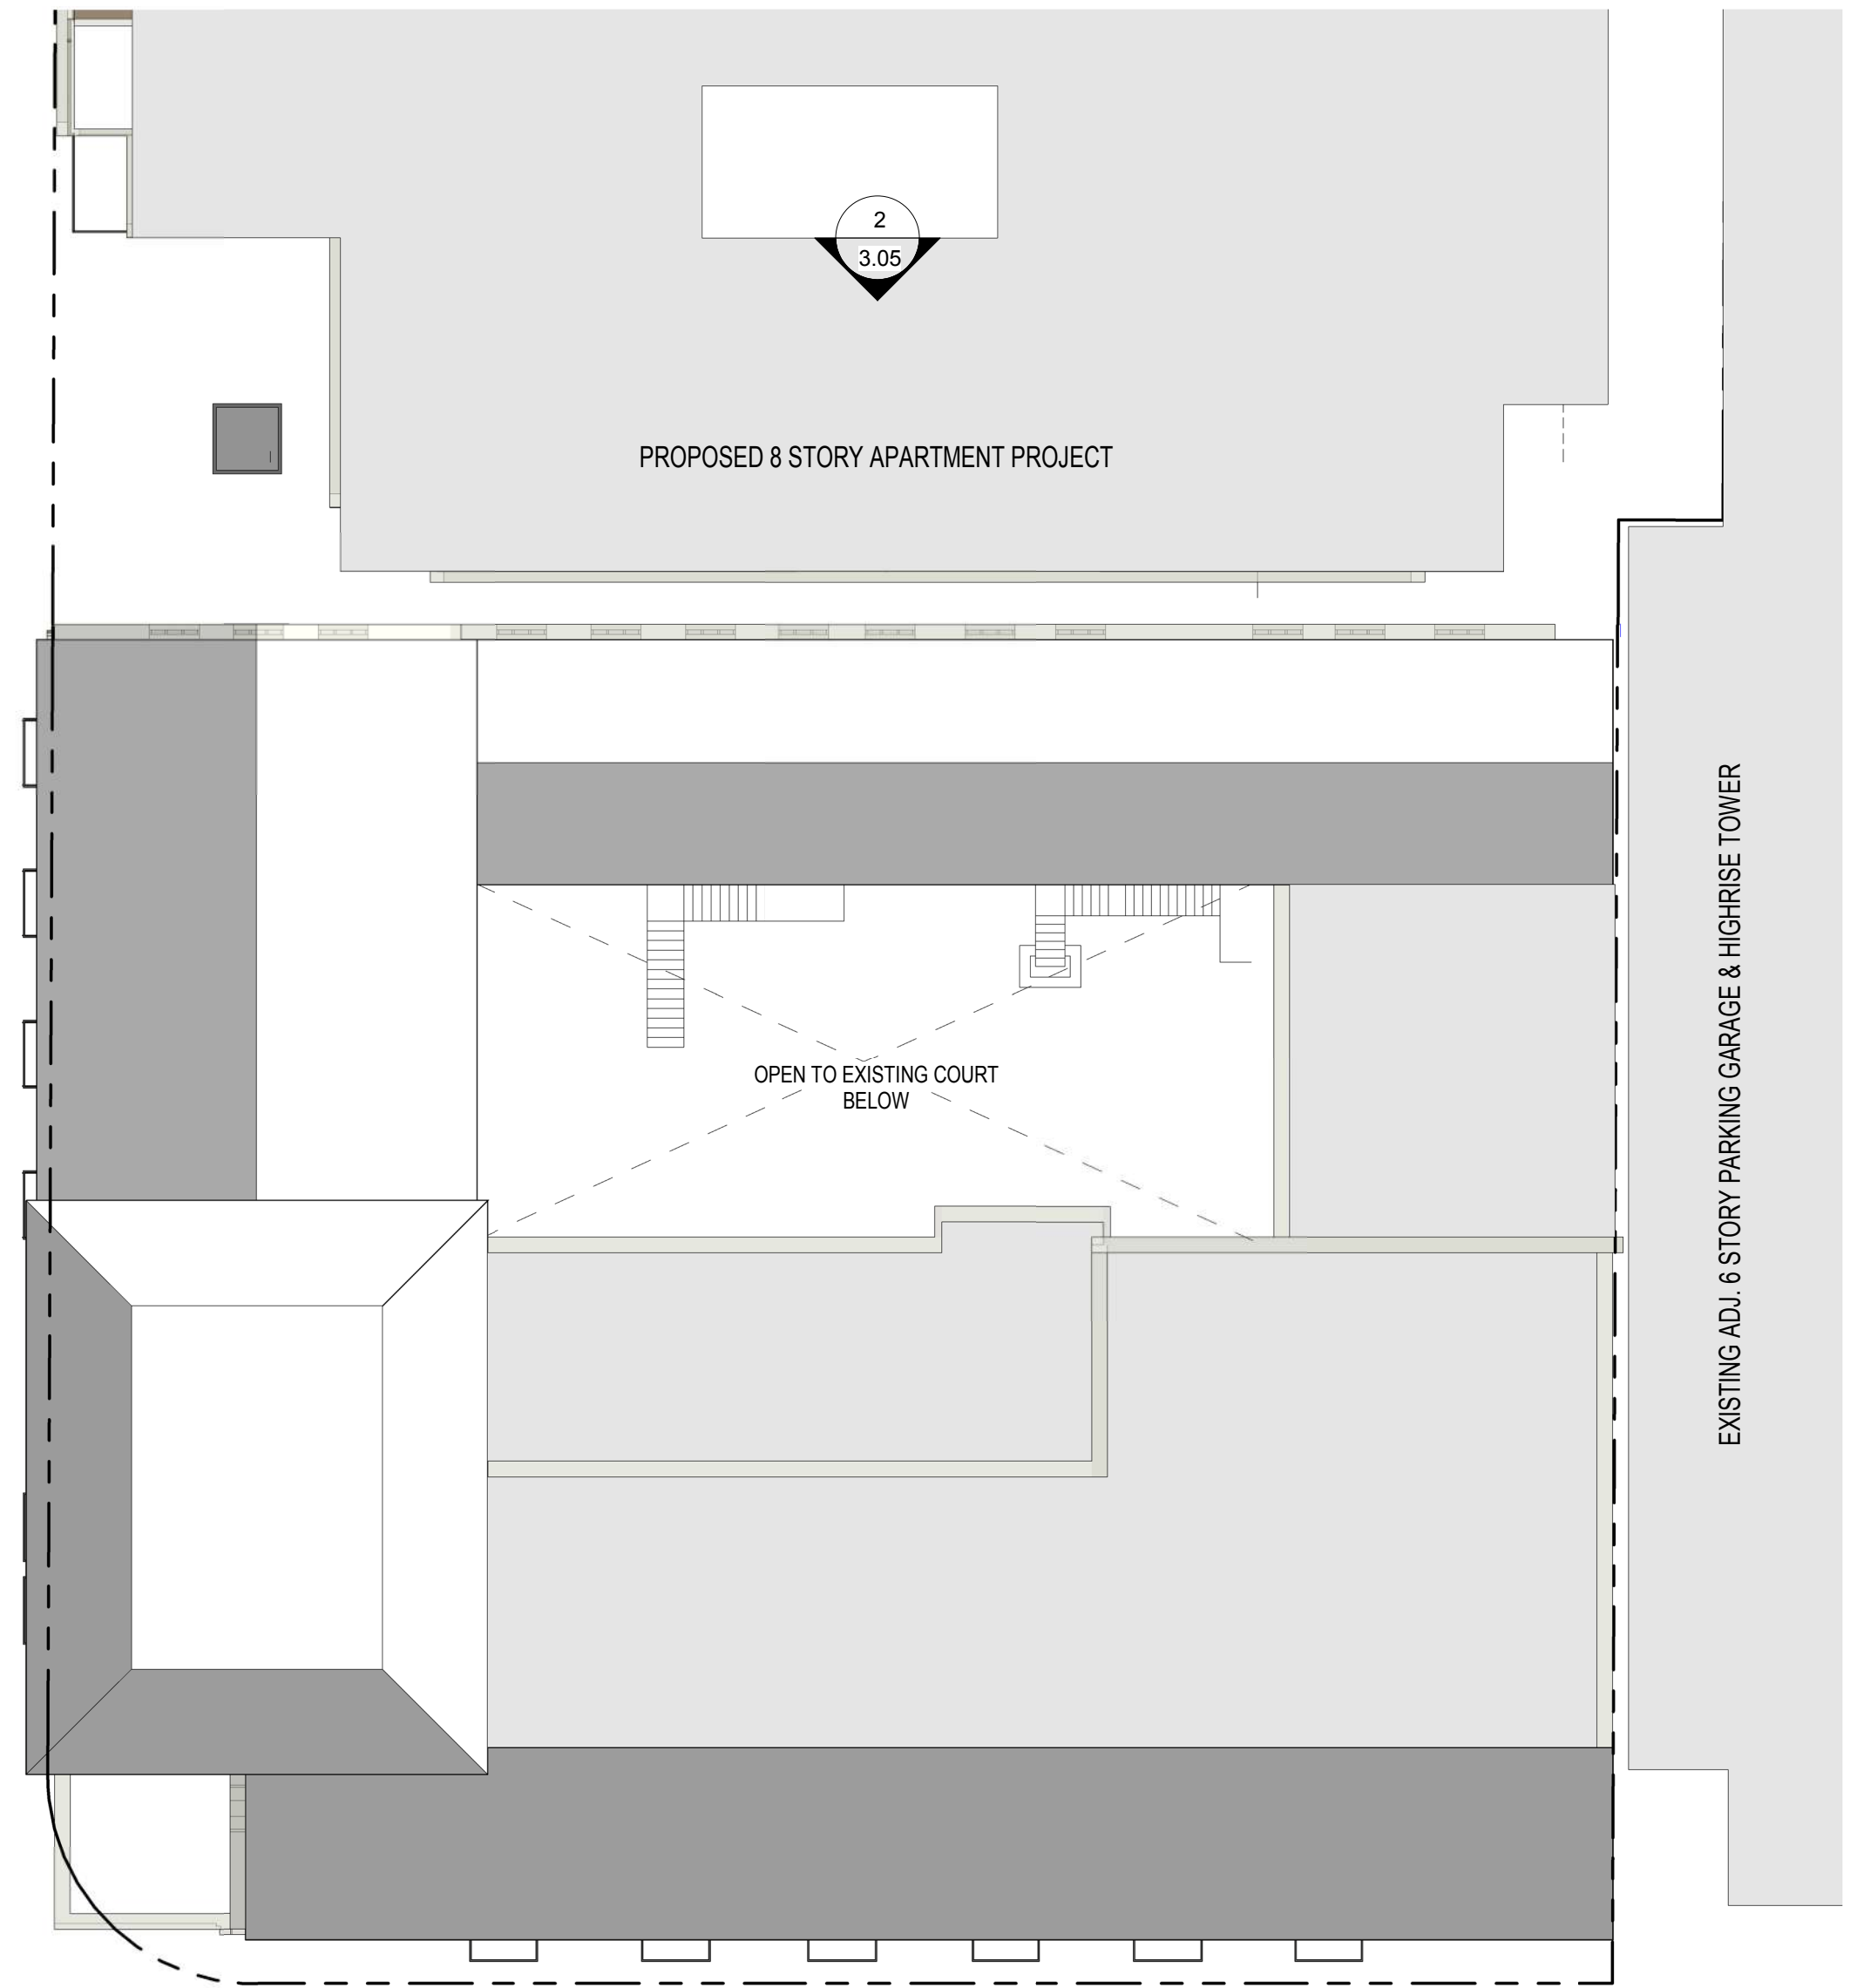 2
3.05
PROPOSED 8 STORY APARTMENT PROJECT
EXISTING ADJ. 6 STORY PARKING GARAGE & HIGHRISE TOWER
OPEN TO EXISTING COURT
BELOW